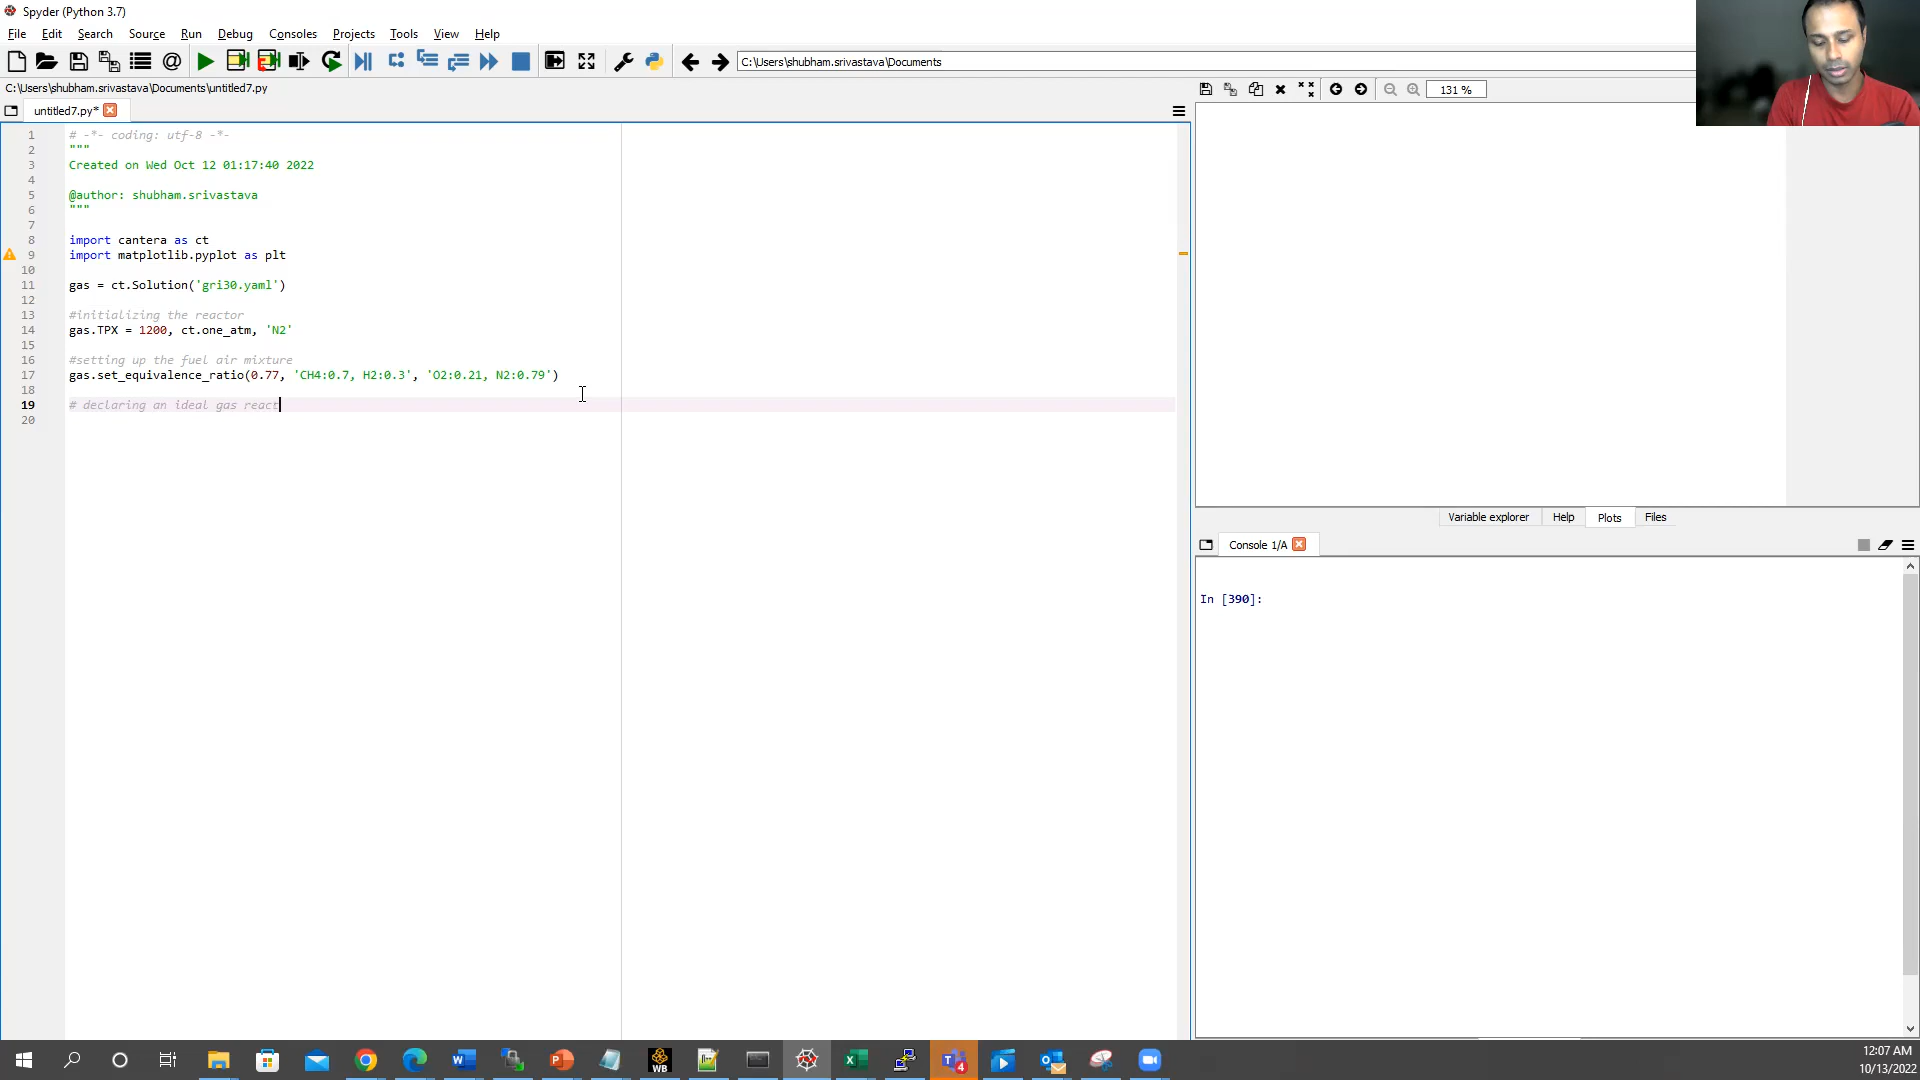 Spyder (Python 3.7)
File Edit Search Source Run Debug Consoles Projects Tools View Help
C:\Users\shubham.srivastava\Documents
C:\Users\shubham.srivastava\Documents\untitled7.py
untitled7.py*
131 %
1 # -*- coding: utf-8 -*-
2 """
3 Created on Wed Oct 12 01:17:40 2022
4
5 @author: shubham.srivastava
6 """
7
8 import cantera as ct
9 import matplotlib.pyplot as plt
10
11 gas = ct.Solution('gri30.yaml')
12
13 #initializing the reactor
14 gas.TPX = 1200, ct.one_atm, 'N2'
15
16 #setting up the fuel air mixture
17 gas.set_equivalence_ratio(0.77, 'CH4:0.7, H2:0.3', 'O2:0.21, N2:0.79')
18
19 # declaring an ideal gas react
20
Variable explorer Help Plots Files
Console 1/A
In [390]:
WB
4
12:07 AM
10/13/2022